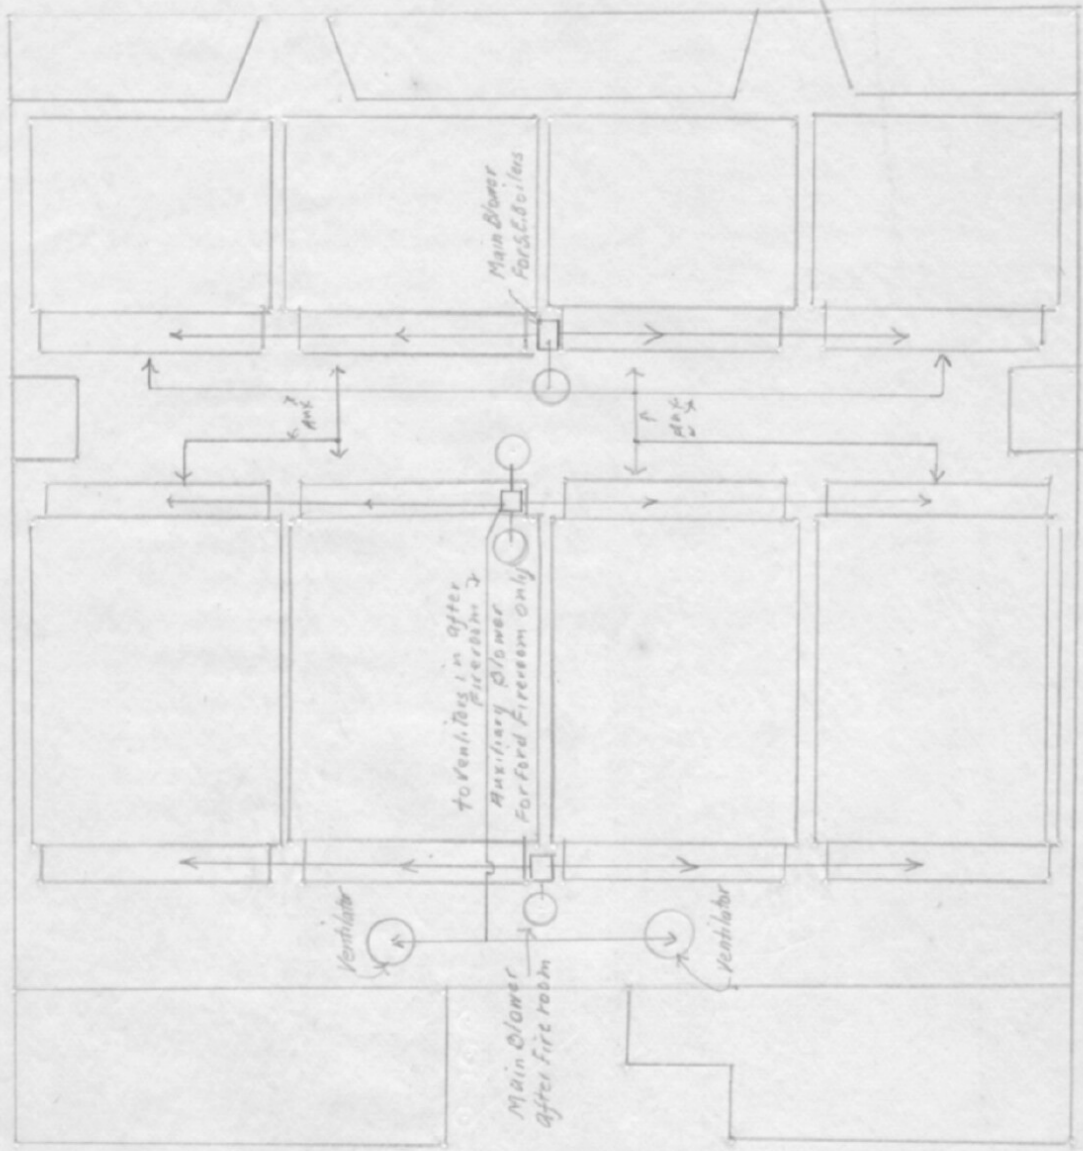 Main Blower
For S.E. Boilers
Aux
Aux
to Ventilators in after
Fireroom 2
Auxiliary Blower
For Ford Fireroom only
Ventilator
Ventilator
Main Blower
after Fire room